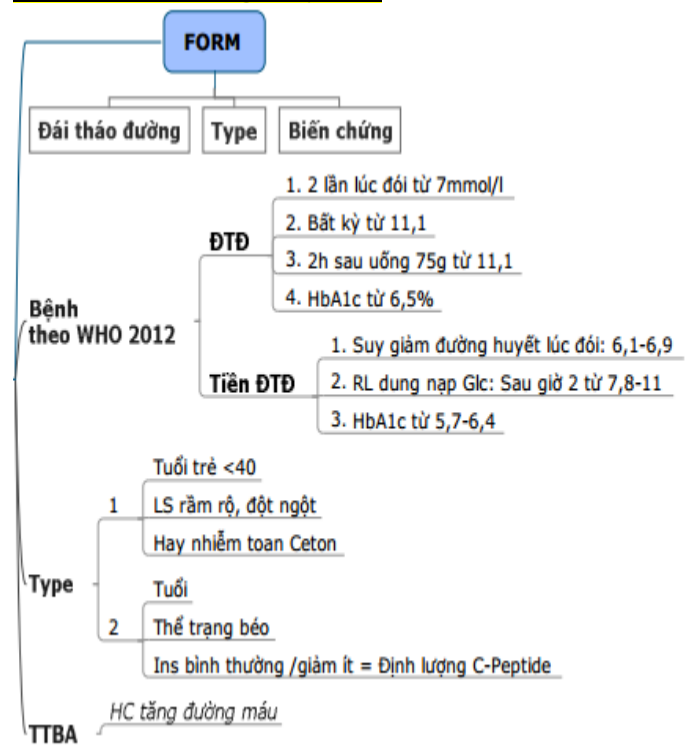 FORM
Đái tháo đường
Type
Biến chứng
Bệnh
theo WHO 2012
ĐTĐ
1. 2 lần lúc đói từ 7mmol/l
2. Bất kỳ từ 11,1
3. 2h sau uống 75g từ 11,1
4. HbA1c từ 6,5%
Tiền ĐTĐ
1. Suy giảm đường huyết lúc đói: 6,1-6,9
2. RL dung nạp Glc: Sau giờ 2 từ 7,8-11
3. HbA1c từ 5,7-6,4
Type
1
Tuổi trẻ <40
LS rầm rộ, đột ngột
Hay nhiễm toan Ceton
2
Tuổi
Thể trạng béo
Ins bình thường /giảm ít = Định lượng C-Peptide
TTBA
HC tăng đường máu